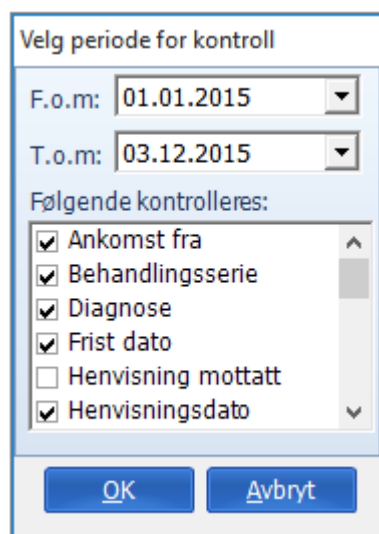 Velg periode for kontroll
F.o.m: 01.01.2015
T.o.m: 03.12.2015
Følgende kontrolleres:
Ankomst fra
Behandlingsserie
Diagnose
Frist dato
Henvisning mottatt
Henvisningsdato
OK Avbryt